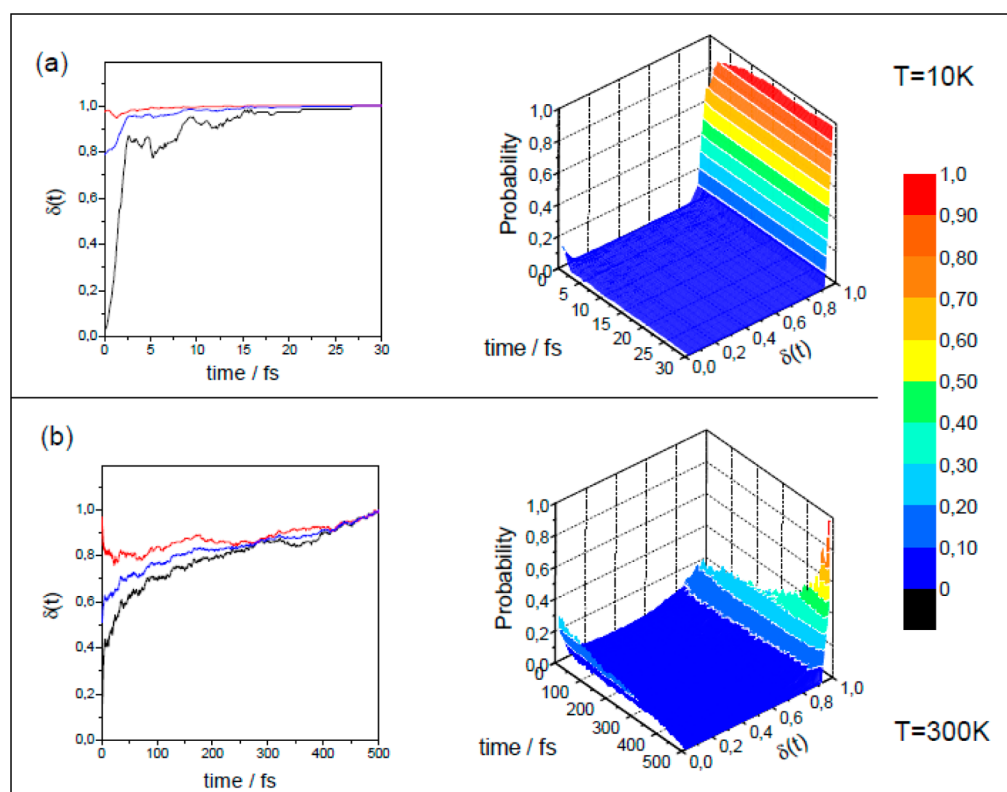 (a)
T=10K
δ(t)
1,0
0,8
0,6
0,4
0,2
0,0
0 5 10 15 20 25 30
time / fs
Probability
1,0
0,8
0,6
0,4
0,2
0,0
0 5 10 15 20 25 30
time / fs
0,0 0,2 0,4 0,6 0,8 1,0
δ(t)
1,0
0,90
0,80
0,70
0,60
0,50
0,40
0,30
0,20
0,10
0
(b)
δ(t)
1,0
0,8
0,6
0,4
0,2
0,0
0 100 200 300 400 500
time / fs
Probability
1,0
0,8
0,6
0,4
0,2
0,0
0 100 200 300 400 500
time / fs
0,0 0,2 0,4 0,6 0,8 1,0
δ(t)
T=300K